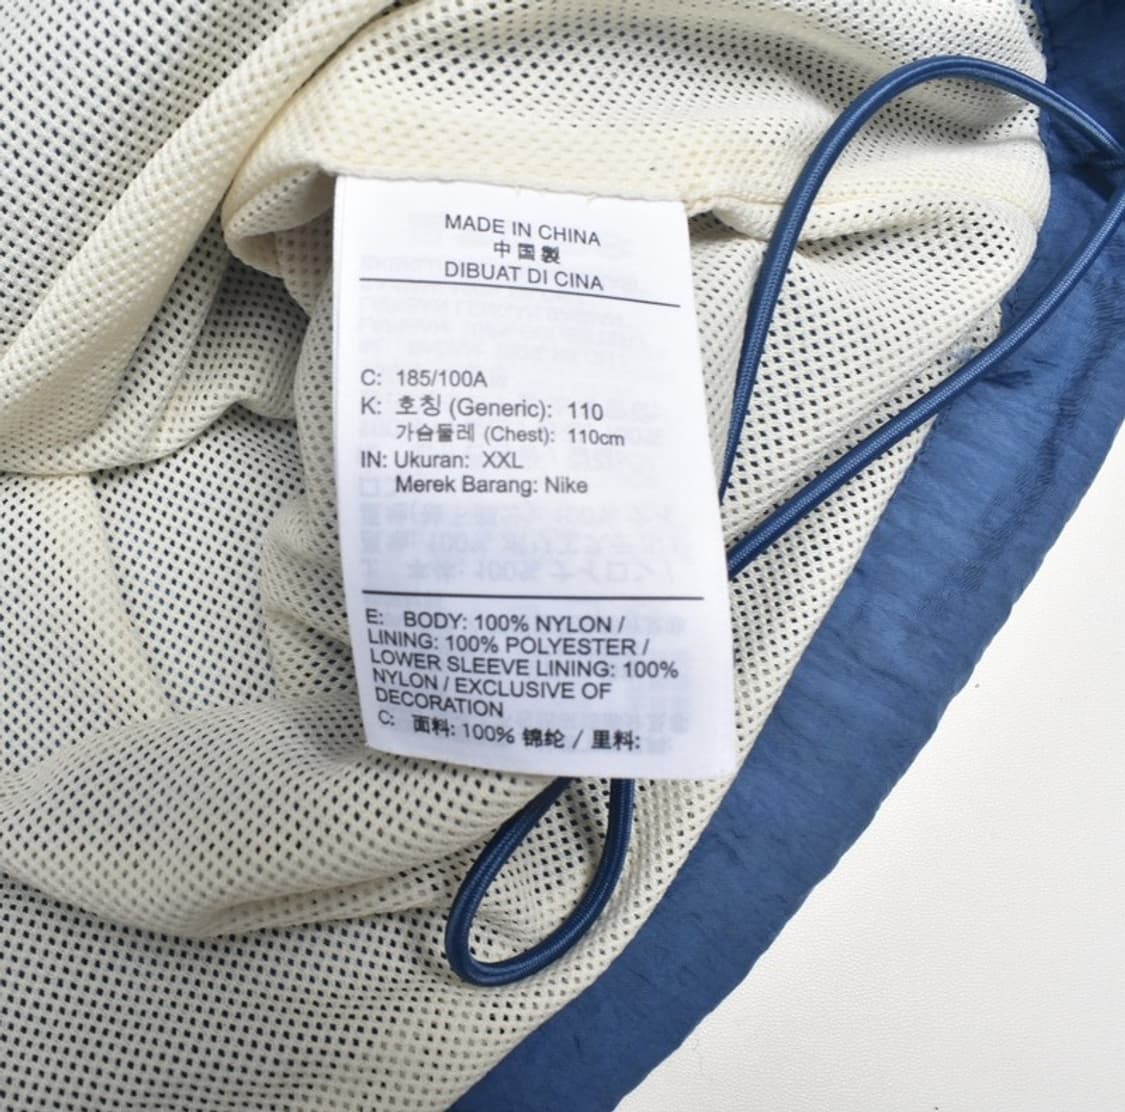 MADE IN CHINA
中国製
DIBUAT DI CINA
C: 185/100A
K: 호칭 (Generic): 110
가슴둘레 (Chest): 110cm
IN: Ukuran: XXL
Merek Barang: Nike
E: BODY: 100% NYLON /
LINING: 100% POLYESTER /
LOWER SLEEVE LINING: 100%
NYLON / EXCLUSIVE OF
DECORATION
C: 面料: 100% 锦纶 / 里料: